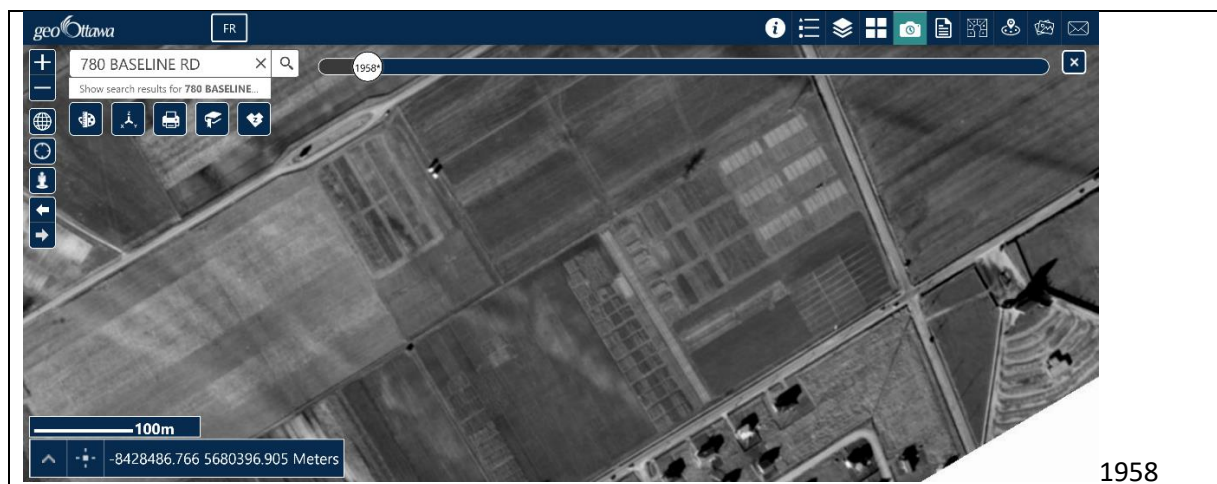 geoOttawa
FR
780 BASELINE RD
Show search results for 780 BASELINE...
1958*
100m
-8428486.766 5680396.905 Meters
1958